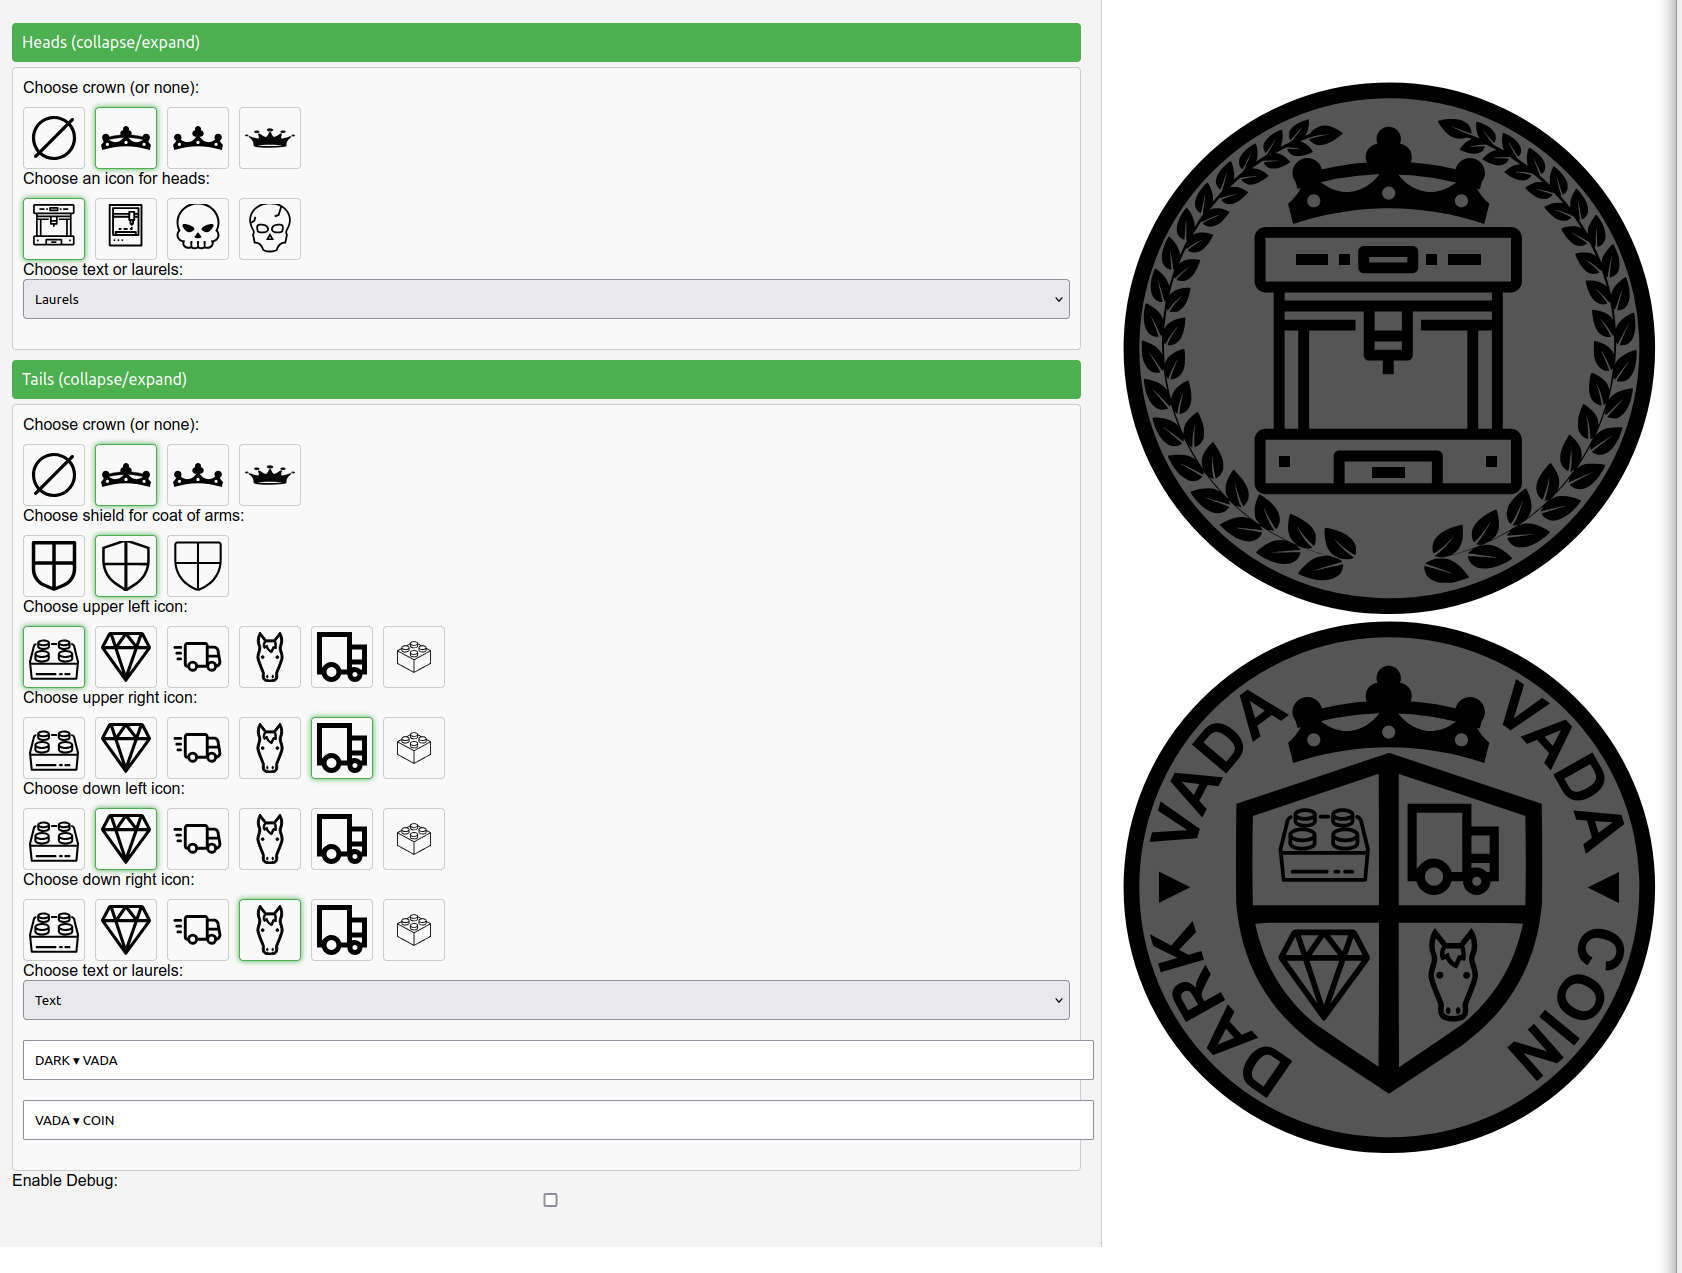 Heads (collapse/expand)
Choose crown (or none):
Choose an icon for heads:
Choose text or laurels:
Laurels
Tails (collapse/expand)
Choose crown (or none):
Choose shield for coat of arms:
Choose upper left icon:
Choose upper right icon:
Choose down left icon:
Choose down right icon:
Choose text or laurels:
Text
DARK ▾ VADA
VADA ▾ COIN
Enable Debug:
DARK ▾ VADA
VADA ▾ COIN